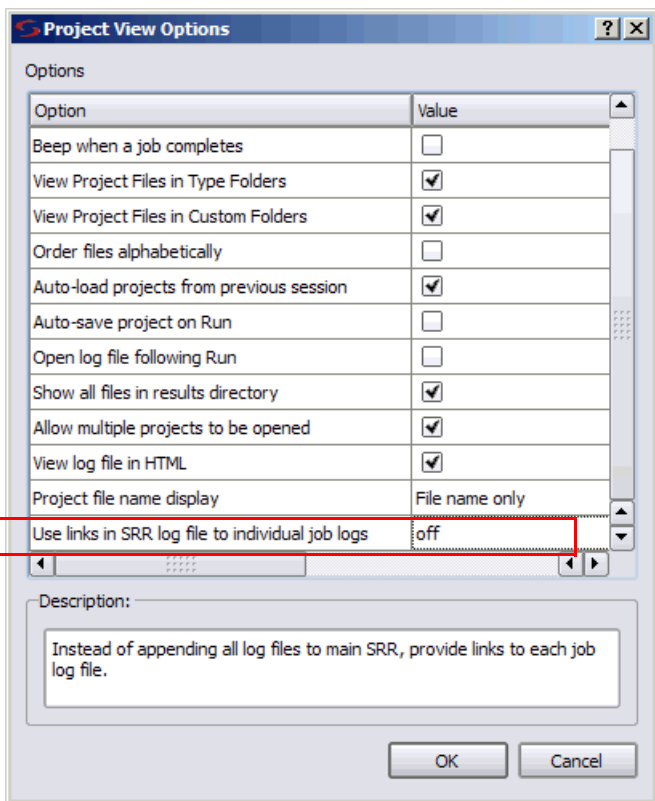 Project View Options
Options
Option Value
Beep when a job completes
View Project Files in Type Folders
View Project Files in Custom Folders
Order files alphabetically
Auto-load projects from previous session
Auto-save project on Run
Open log file following Run
Show all files in results directory
Allow multiple projects to be opened
View log file in HTML
Project file name display File name only
Use links in SRR log file to individual job logs off
Description:
Instead of appending all log files to main SRR, provide links to each job
log file.
OK Cancel